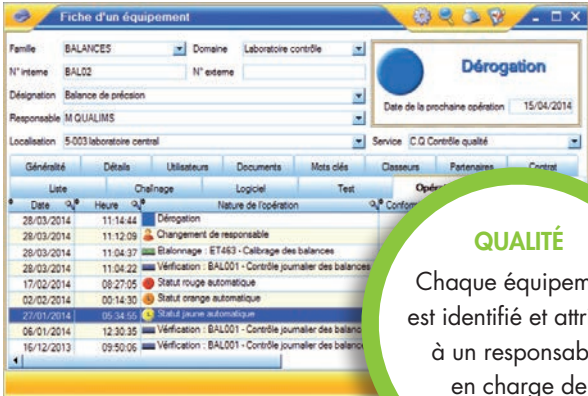 Fiche d'un équipement
Famille BALANCES Domaine Laboratoire contrôle
N° interne BAL02 N° externe
Désignation Balance de précsion
Responsable M QUALIMS
Localisation 5-003 laboratoire central Service C.Q Contrôle qualité
Dérogation
Date de la prochaine opération 15/04/2014
Généralité Détails Utilisateurs Documents Mots clés Classeurs Partenaires Contrat
Liste Chaînage Logiciel Test
Date Heure Nature de l'opération
28/03/2014 11:14:44 Dérogation
28/03/2014 11:12:09 Changement de responsable
28/03/2014 11:04:37 Etalonnage : ET463 - Calibrage des balances
28/03/2014 11:04:22 Vérification : BAL001 - Contrôle journalier des balances
17/02/2014 08:27:05 Statut rouge automatique
02/02/2014 00:14:30 Statut orange automatique
27/01/2014 05:34:55 Statut jaune automatique
06/01/2014 12:30:35 Vérification : BAL001 - Contrôle journalier des balanc
16/12/2013 09:50:06 Vérification : BAL001 - Contrôle journalier des balance
QUALITÉ
Chaque équipem
est identifié et attr
à un responsab
en charge de